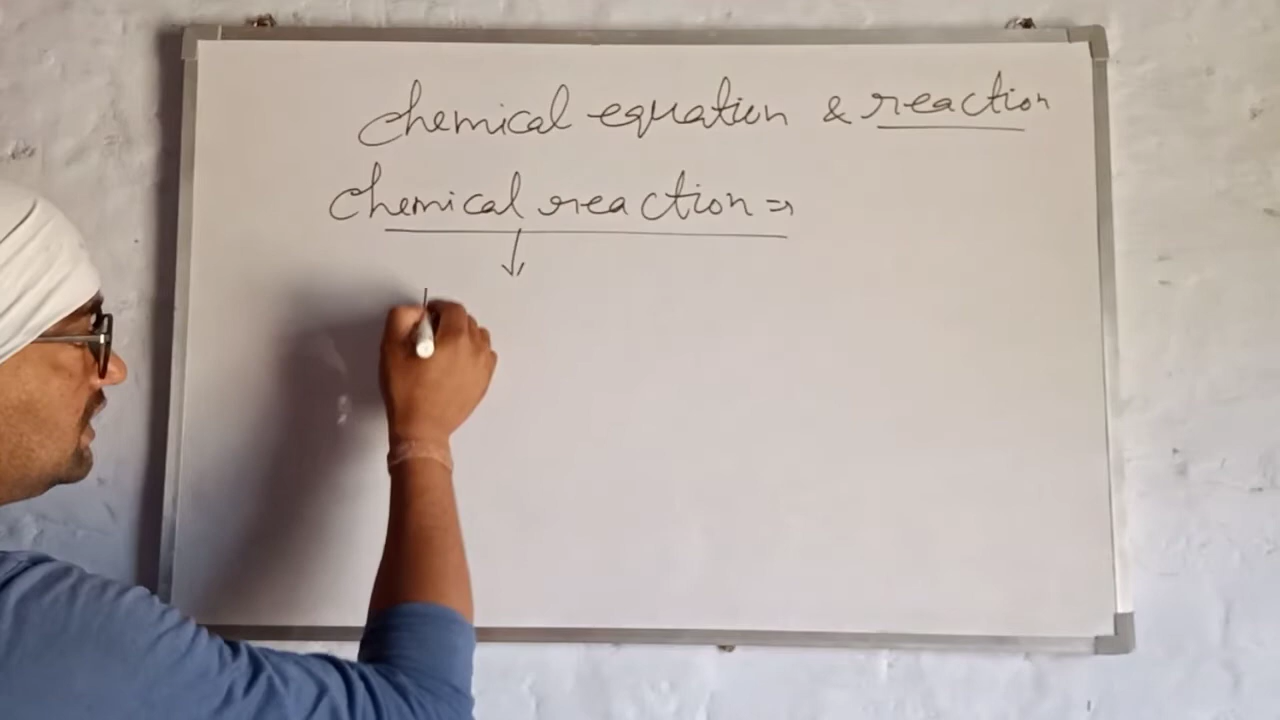 chemical equation & reaction
chemical reaction ⇒
↓